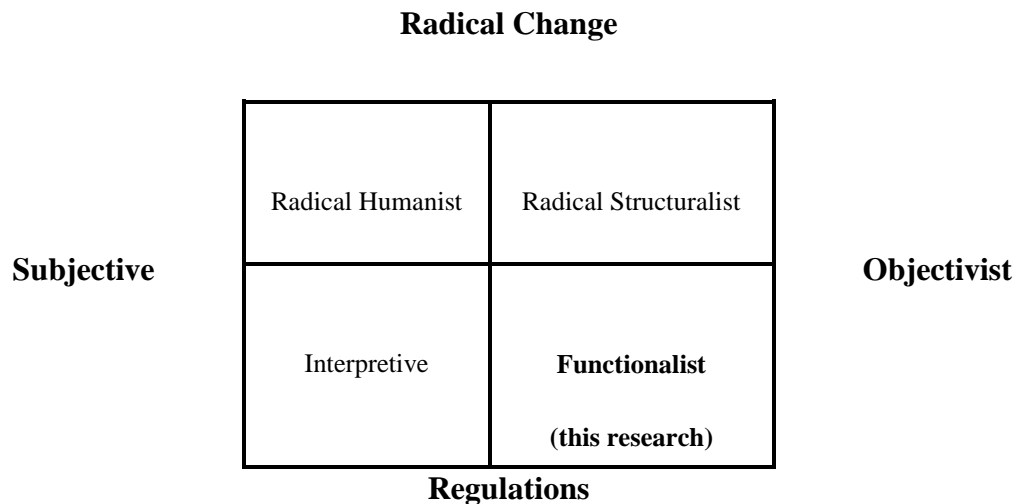 Radical Change
Radical Humanist
Radical Structuralist
Subjective
Objectivist
Interpretive
Functionalist
(this research)
Regulations